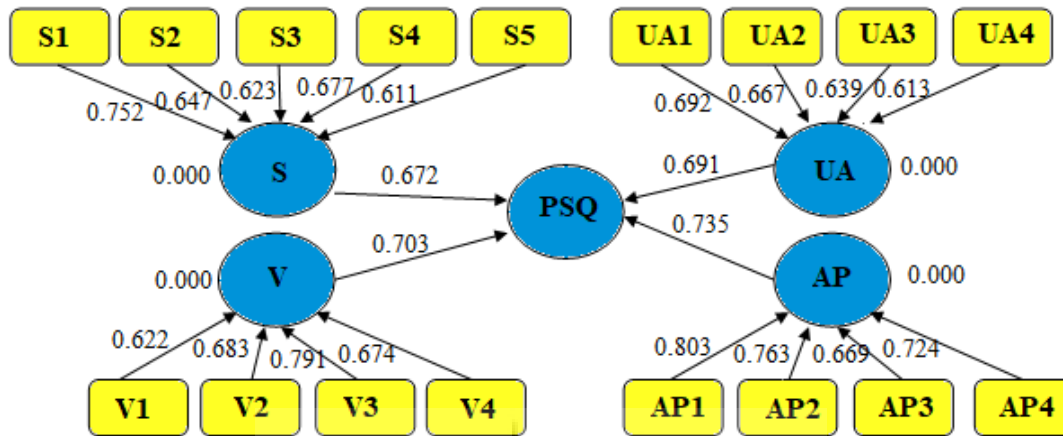 S1 S2 S3 S4 S5 UA1 UA2 UA3 UA4
0.752 0.647 0.623 0.677 0.611 0.692 0.667 0.639 0.613
0.000 S 0.672 PSQ 0.691 UA 0.000
0.000 V 0.703 0.735 AP 0.000
0.622 0.683 0.791 0.674 0.803 0.763 0.669 0.724
V1 V2 V3 V4 AP1 AP2 AP3 AP4